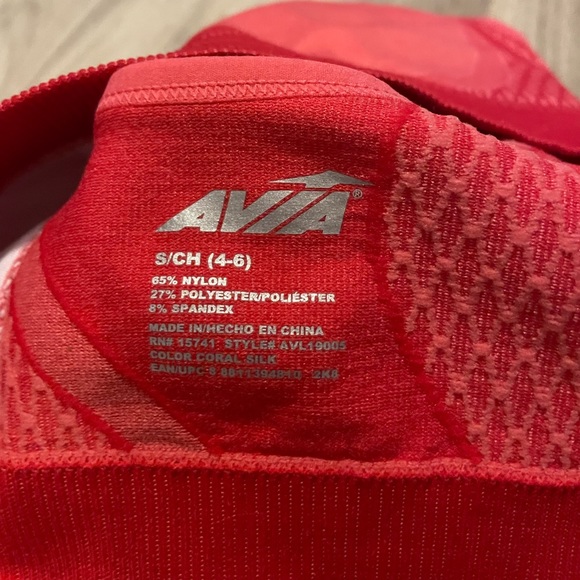 AVIA®
S/CH (4-6)
65% NYLON
27% POLYESTER/POLIÉSTER
8% SPANDEX
MADE IN/HECHO EN CHINA
RN# 15741 STYLE# AVL19005
COLOR CORAL SILK
EAN/UPC